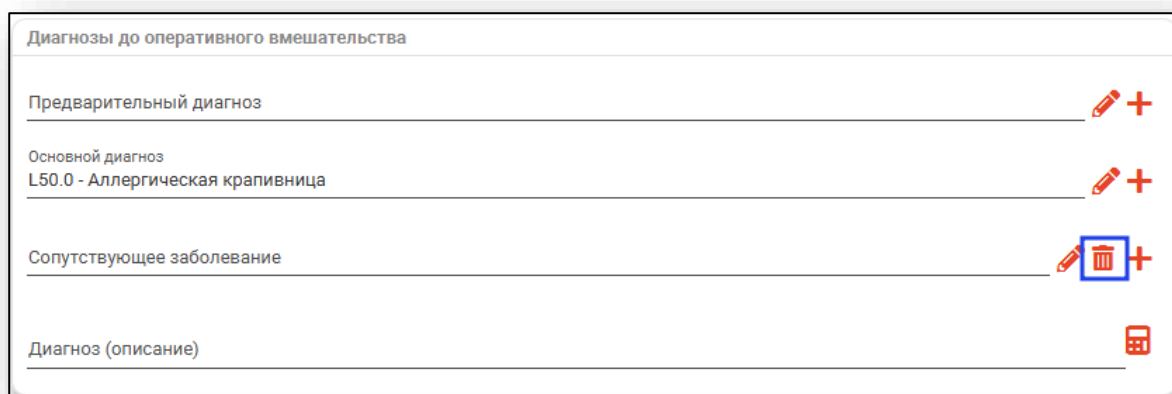 Диагнозы до оперативного вмешательства
Предварительный диагноз
Основной диагноз
L50.0 - Аллергическая крапивница
Сопутствующее заболевание
Диагноз (описание)